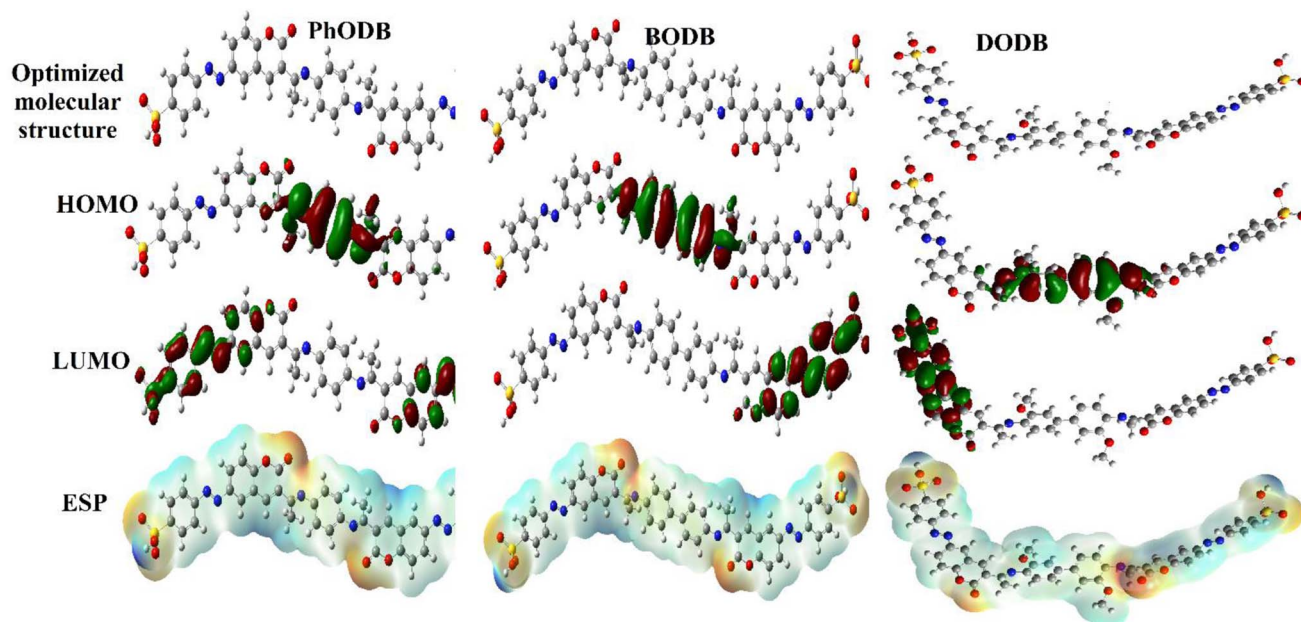 PhODB
BODB
DODB
Optimized
molecular
structure
HOMO
LUMO
ESP